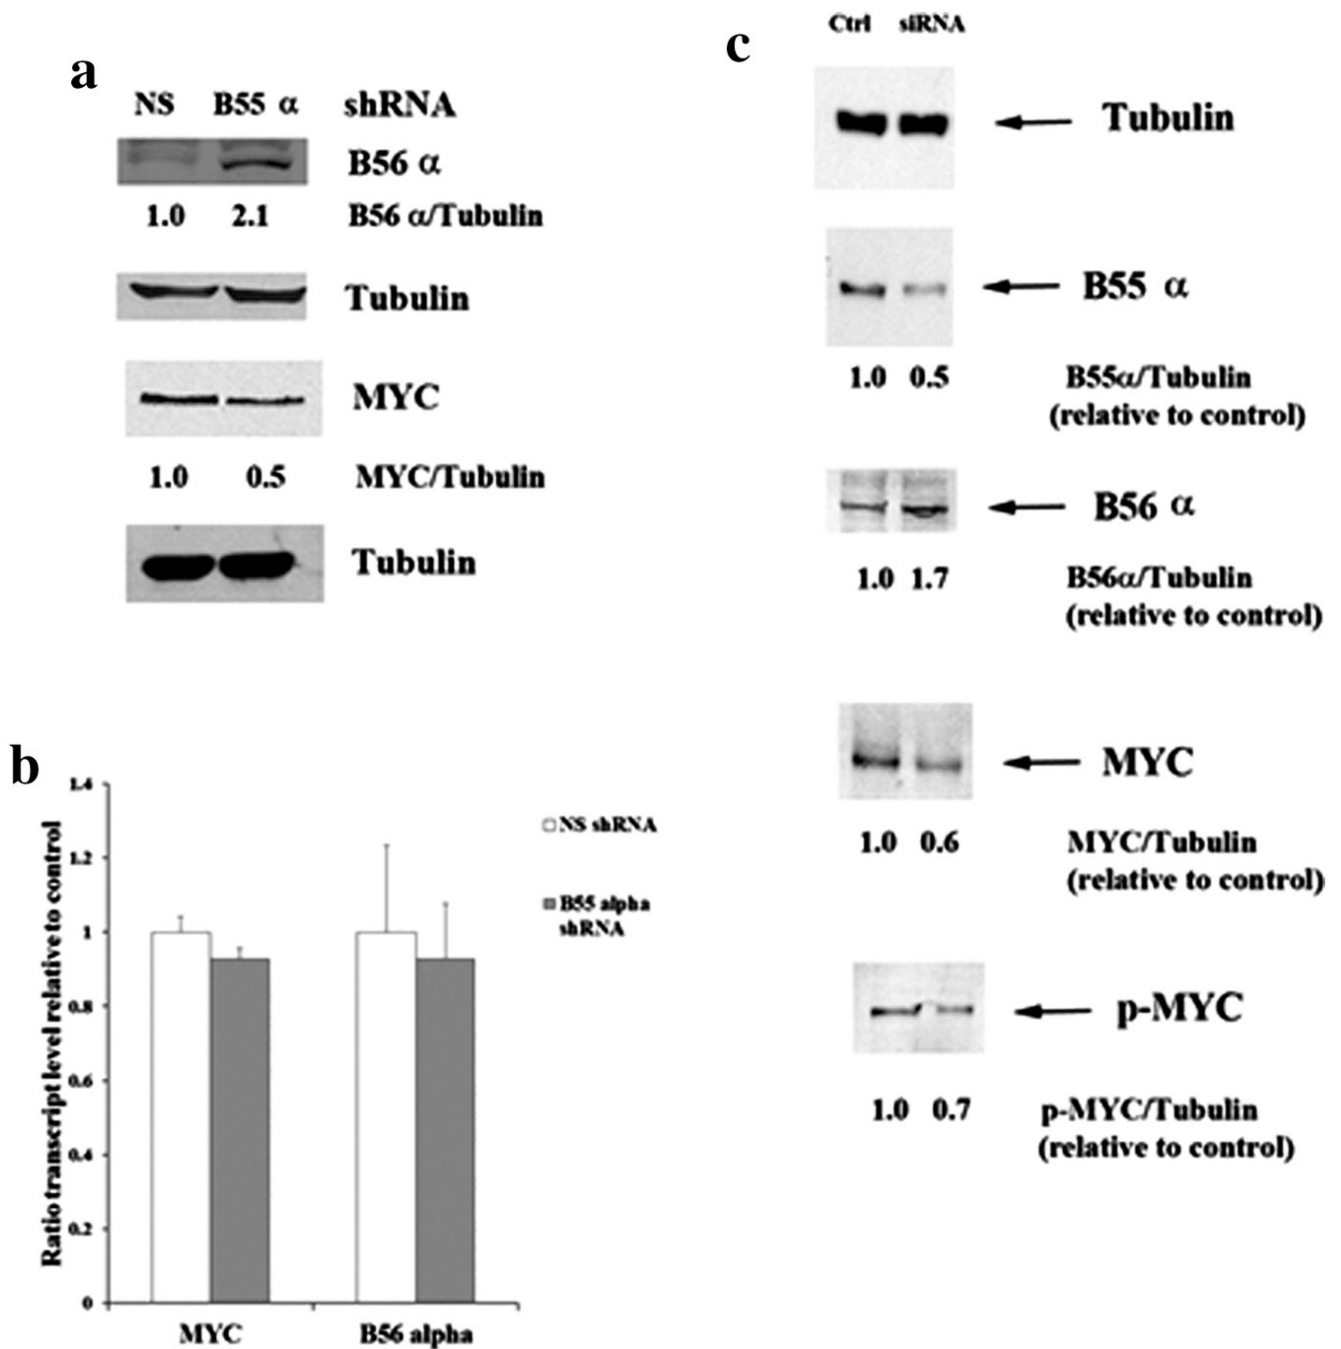 a
NS B55 α shRNA
B56 α
1.0 2.1 B56 α/Tubulin
Tubulin
MYC
1.0 0.5 MYC/Tubulin
Tubulin
b
Ratio transcript level relative to control
1.4
1.2
1
0.8
0.6
0.4
0.2
0
MYC B56 alpha
NS shRNA
B55 alpha
shRNA
c
Ctrl siRNA
Tubulin
B55 α
1.0 0.5 B55α/Tubulin
(relative to control)
B56 α
1.0 1.7 B56α/Tubulin
(relative to control)
MYC
1.0 0.6 MYC/Tubulin
(relative to control)
p-MYC
1.0 0.7 p-MYC/Tubulin
(relative to control)